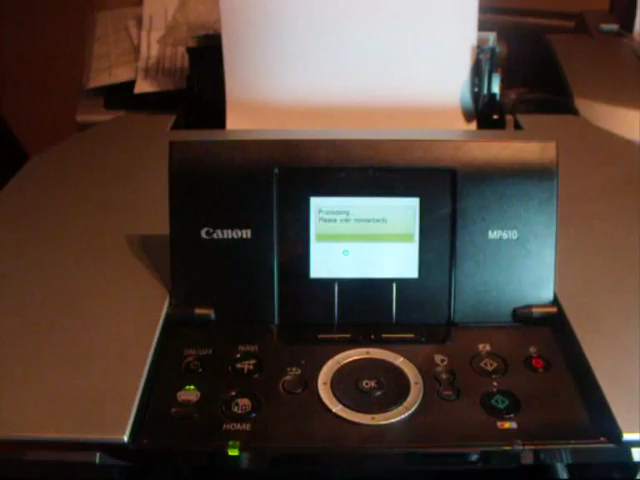 Processing.
Please wait momentarily.
Canon
MP610
ON/OFF
NAVI
OK
HOME